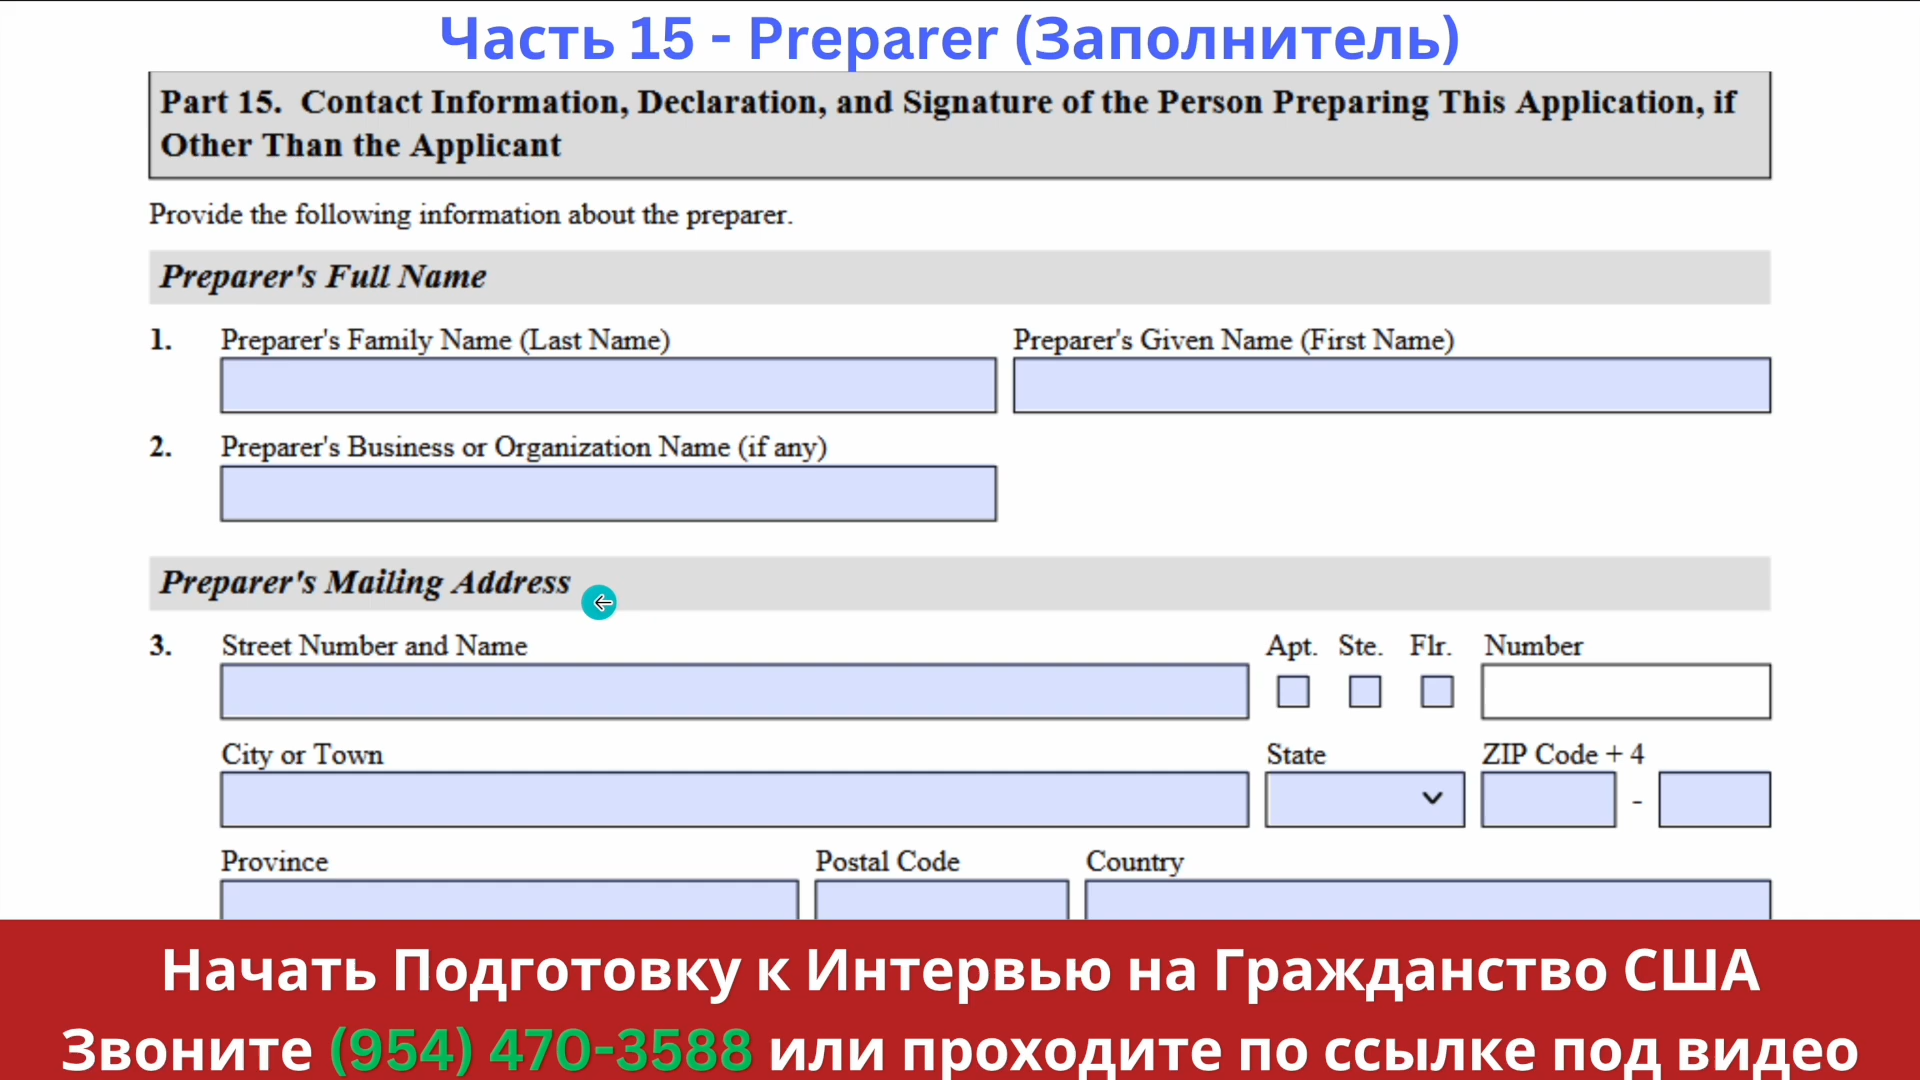 Часть 15 - Preparer (Заполнитель)
Part 15. Contact Information, Declaration, and Signature of the Person Preparing This Application, if
Other Than the Applicant
Provide the following information about the preparer.
Preparer's Full Name
1. Preparer's Family Name (Last Name) Preparer's Given Name (First Name)
2. Preparer's Business or Organization Name (if any)
Preparer's Mailing Address
3. Street Number and Name Apt. Ste. Flr. Number
City or Town State ZIP Code + 4
-
Province Postal Code Country
Начать Подготовку к Интервью на Гражданство США
Звоните (954) 470-3588 или проходите по ссылке под видео